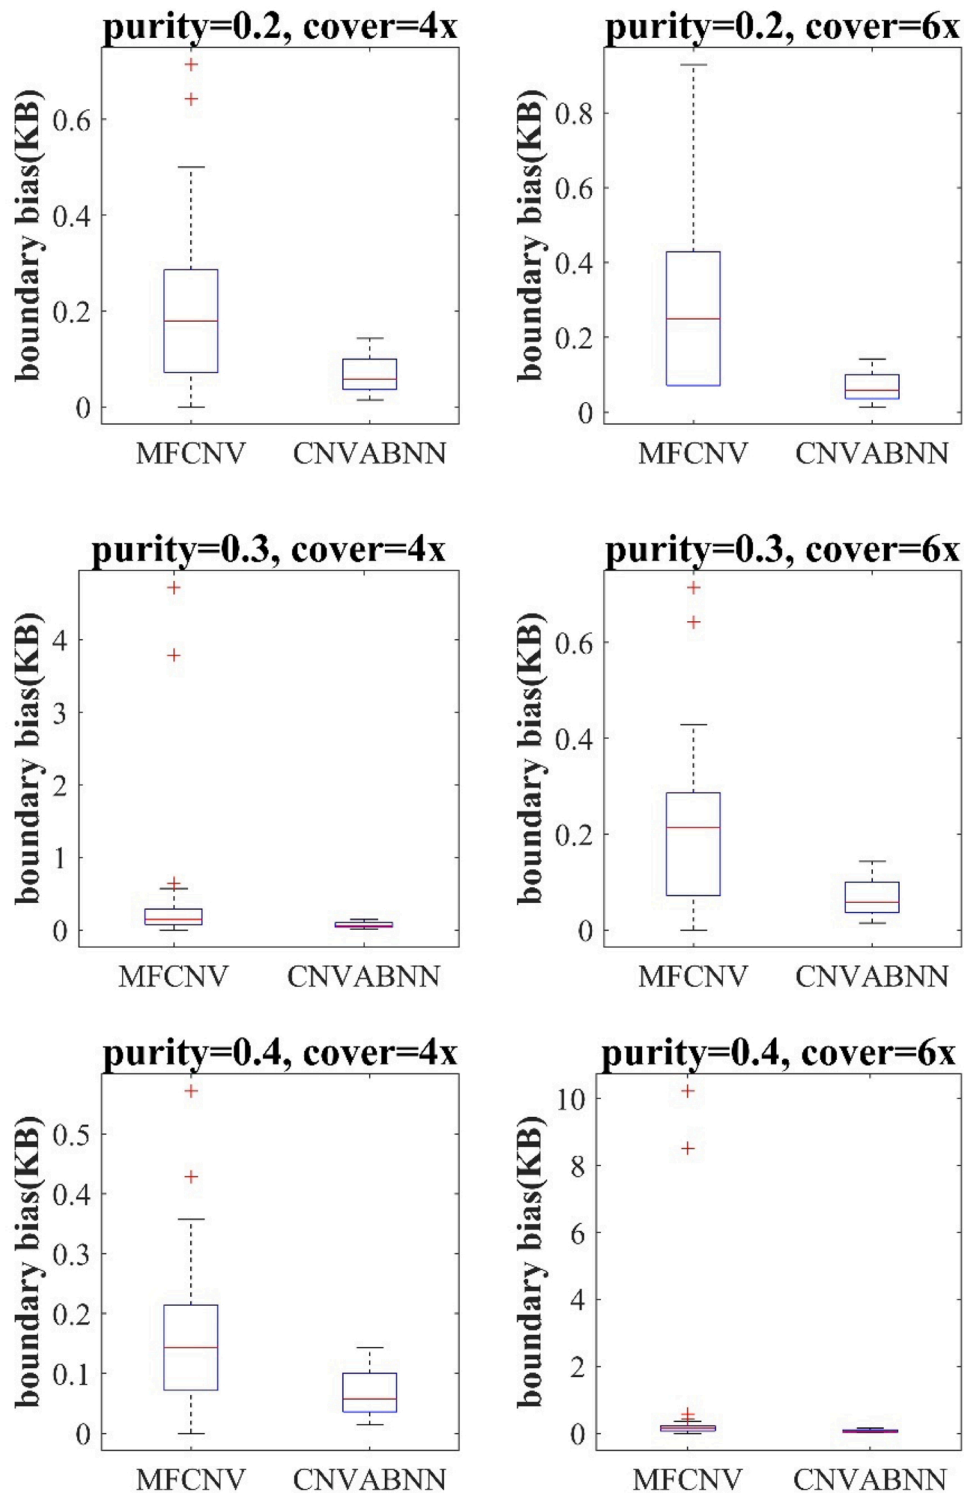 purity=0.2, cover=4x
boundary bias(KB)
0.6
0.4
0.2
0
MFCNV CNVABNN
purity=0.2, cover=6x
boundary bias(KB)
0.8
0.6
0.4
0.2
0
MFCNV CNVABNN
purity=0.3, cover=4x
boundary bias(KB)
4
3
2
1
0
MFCNV CNVABNN
purity=0.3, cover=6x
boundary bias(KB)
0.6
0.4
0.2
0
MFCNV CNVABNN
purity=0.4, cover=4x
boundary bias(KB)
0.5
0.4
0.3
0.2
0.1
0
MFCNV CNVABNN
purity=0.4, cover=6x
boundary bias(KB)
10
8
6
4
2
0
MFCNV CNVABNN